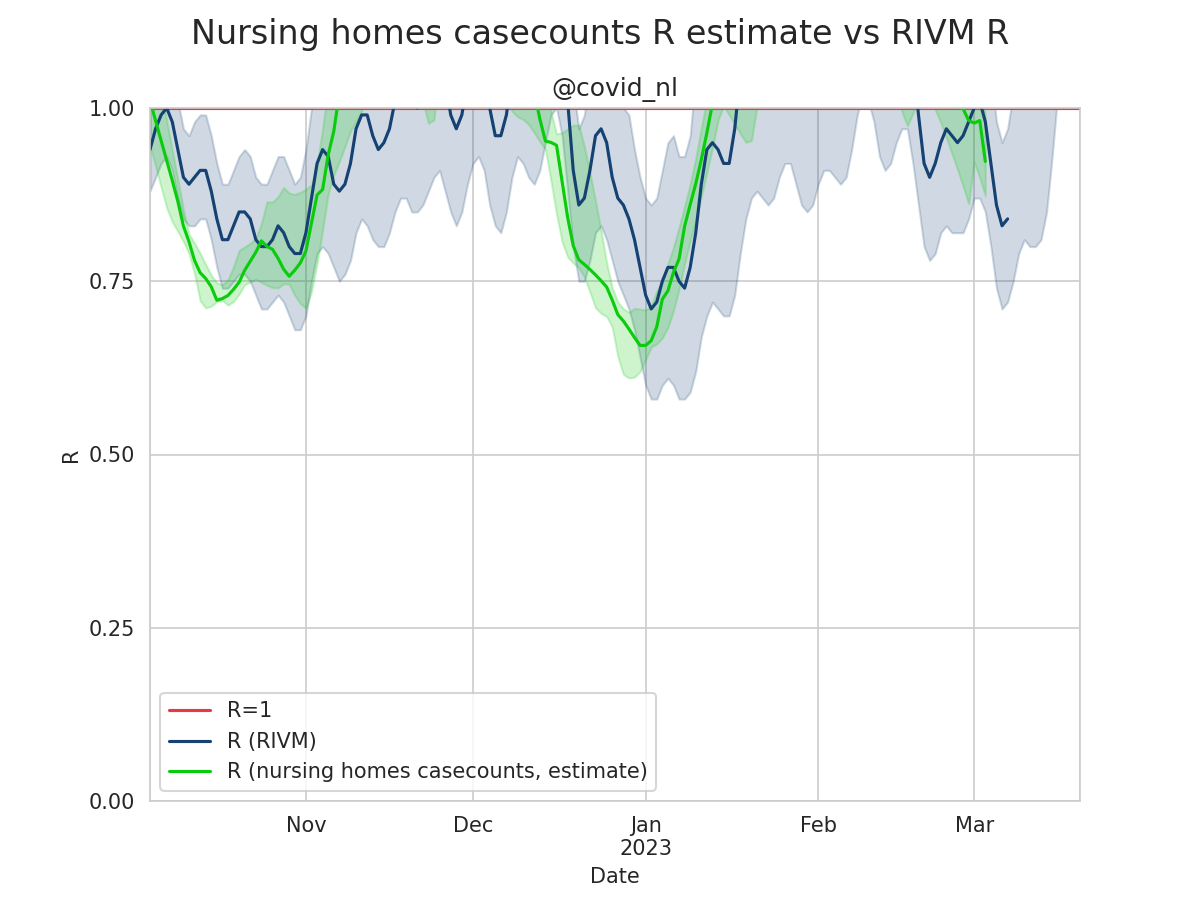 Nursing homes casecounts R estimate vs RIVM R
@covid_nl
1.00
0.75
0.50
0.25
0.00
R
R=1
R (RIVM)
R (nursing homes casecounts, estimate)
Nov
Dec
Jan
2023
Feb
Mar
Date